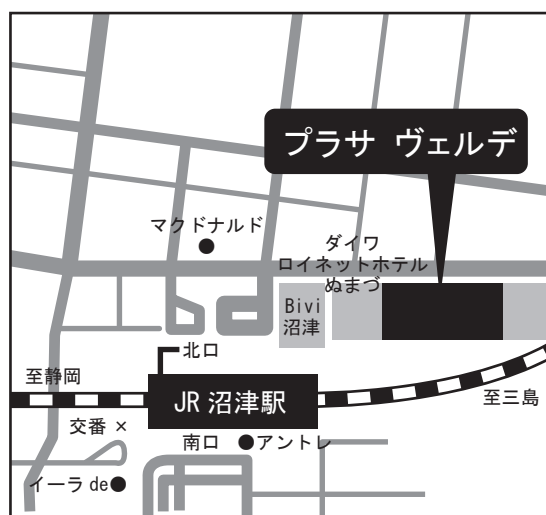 プラサ ヴェルデ
マクドナルド
ダイワ
ロイネットホテル
ぬまづ
Bivi
沼津
北口
至静岡
JR 沼津駅
至三島
交番 ×
南口
アントレ
イーラ de